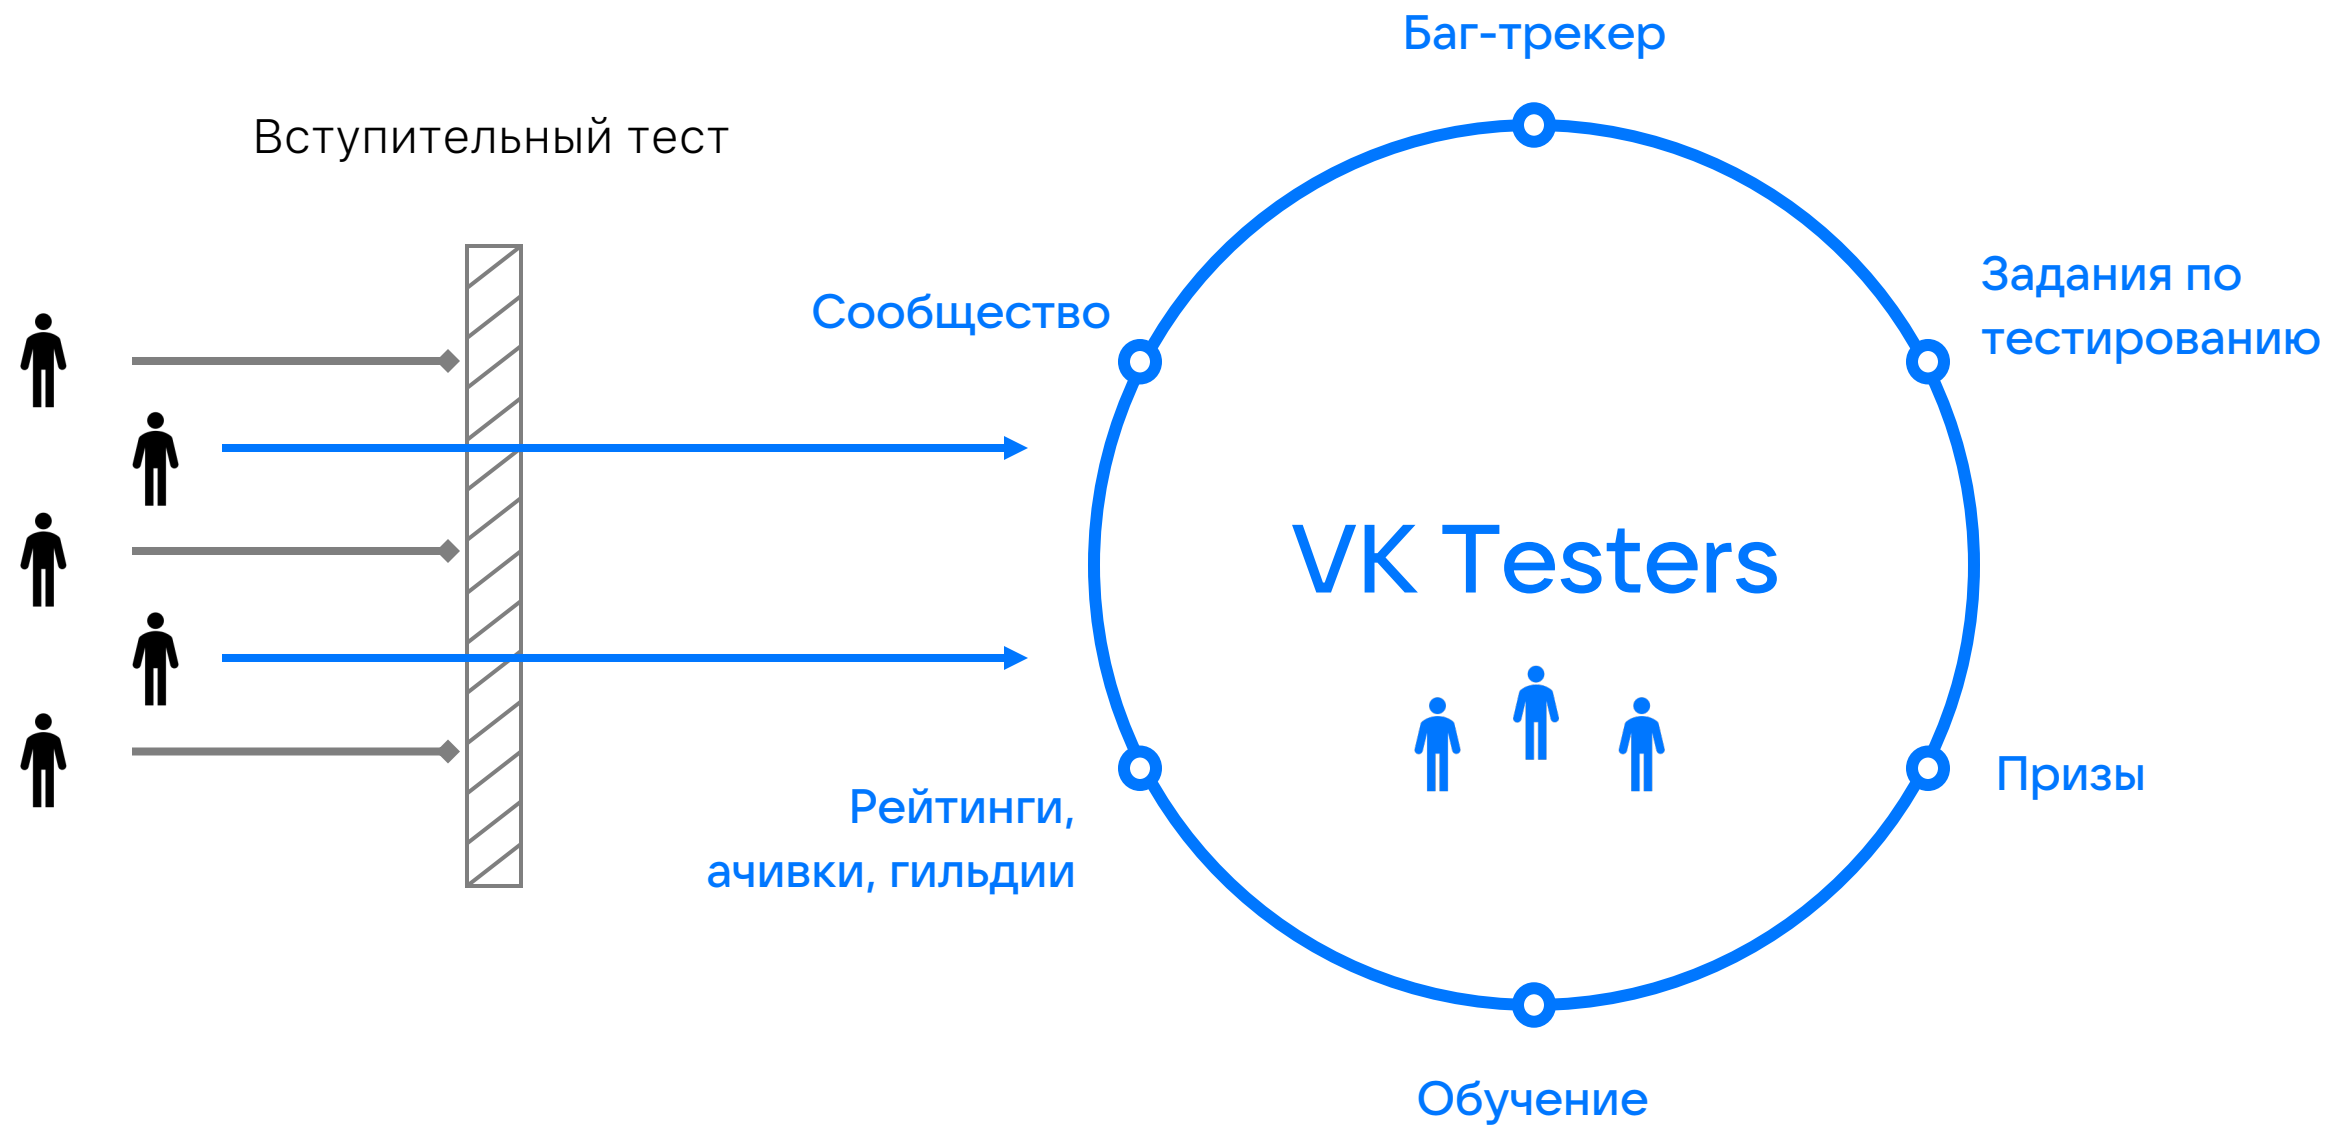 Баг-трекер
Вступительный тест
Сообщество
Задания по
тестированию
VK Testers
Призы
Рейтинги,
ачивки, гильдии
Обучение